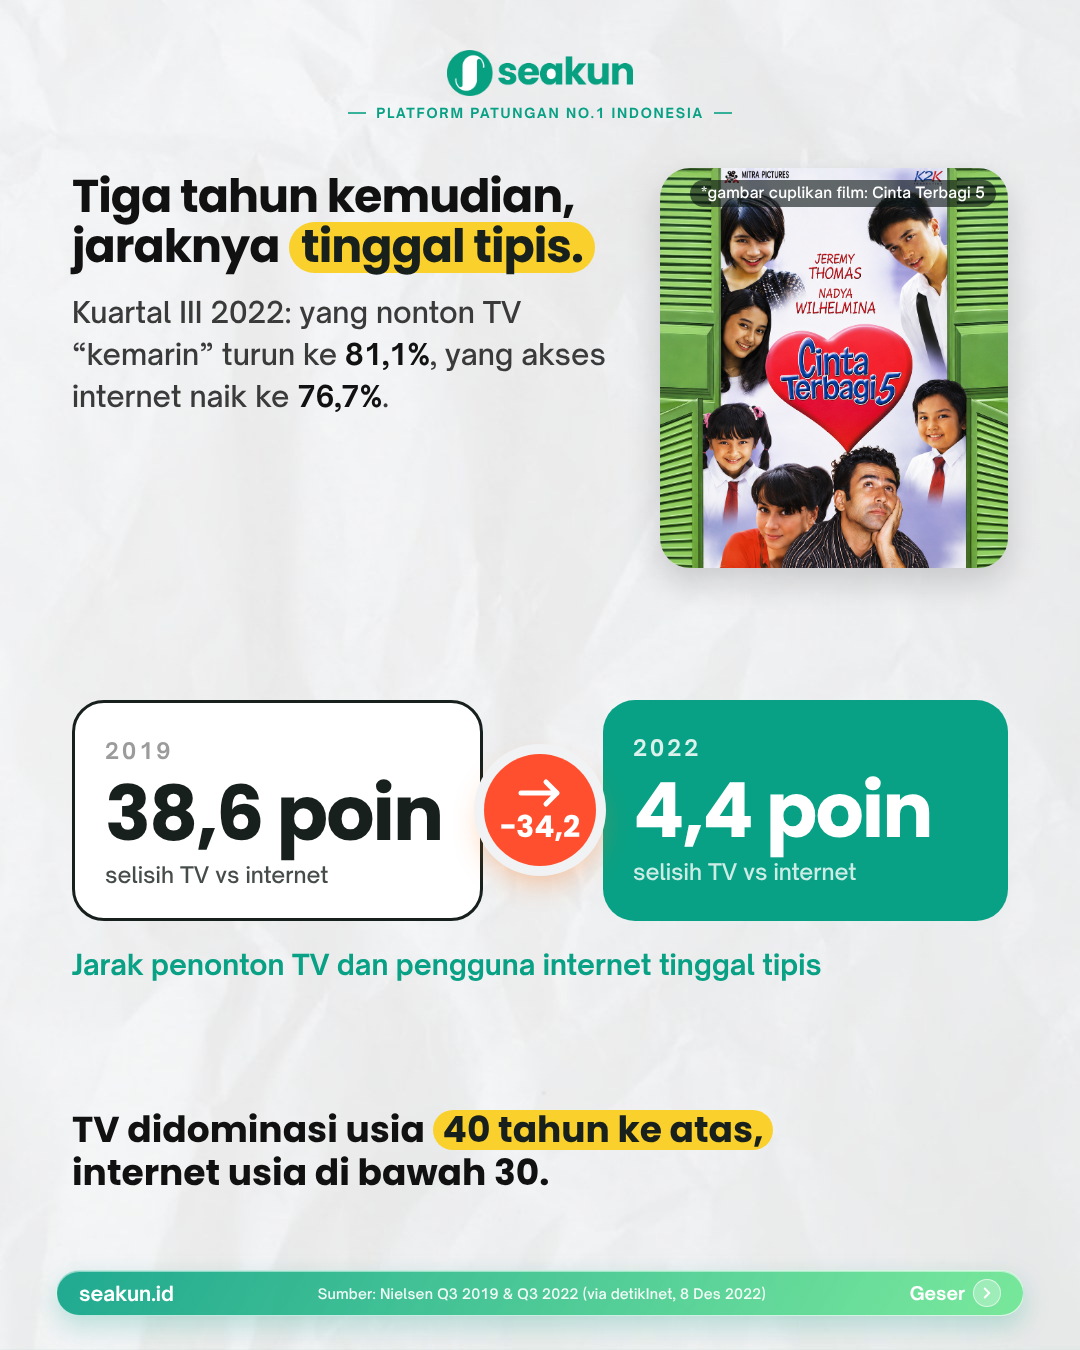 seakun
PLATFORM PATUNGAN NO.1 INDONESIA
Tiga tahun kemudian,
jaraknya tinggal tipis.
Kuartal III 2022: yang nonton TV
“kemarin” turun ke 81,1%, yang akses
internet naik ke 76,7%.
MITRA PICTURES
K2K
*gambar cuplikan film: Cinta Terbagi 5
JEREMY
THOMAS
NADYA
WILHELMINA
Cinta
Terbagi 5
2019
38,6 poin
selisih TV vs internet
-34,2
2022
4,4 poin
selisih TV vs internet
Jarak penonton TV dan pengguna internet tinggal tipis
TV didominasi usia 40 tahun ke atas,
internet usia di bawah 30.
seakun.id
Sumber: Nielsen Q3 2019 & Q3 2022 (via detikInet, 8 Des 2022)
Geser